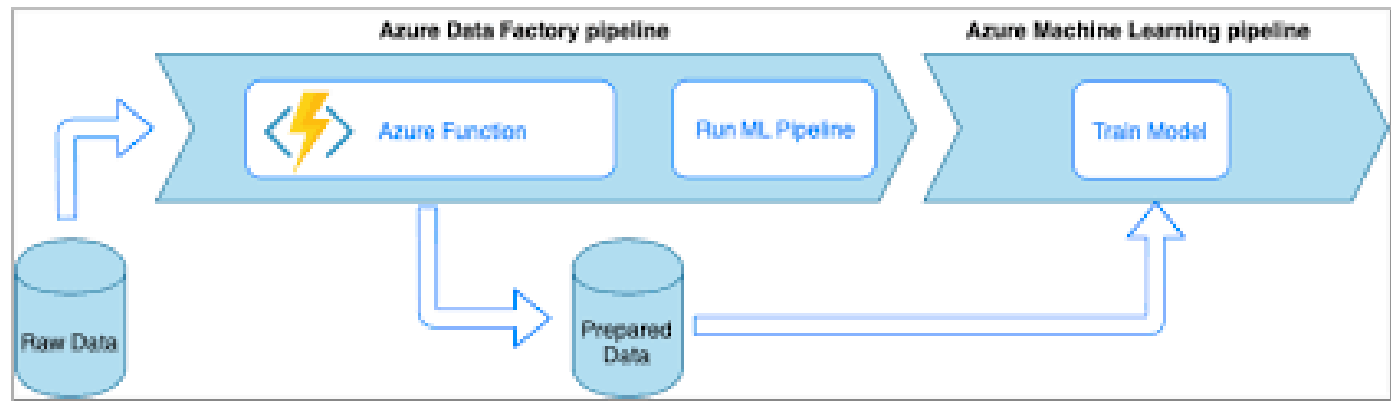 Azure Data Factory pipeline
Azure Machine Learning pipeline
Azure Function
Run ML Pipeline
Train Model
Raw Data
Prepared
Data